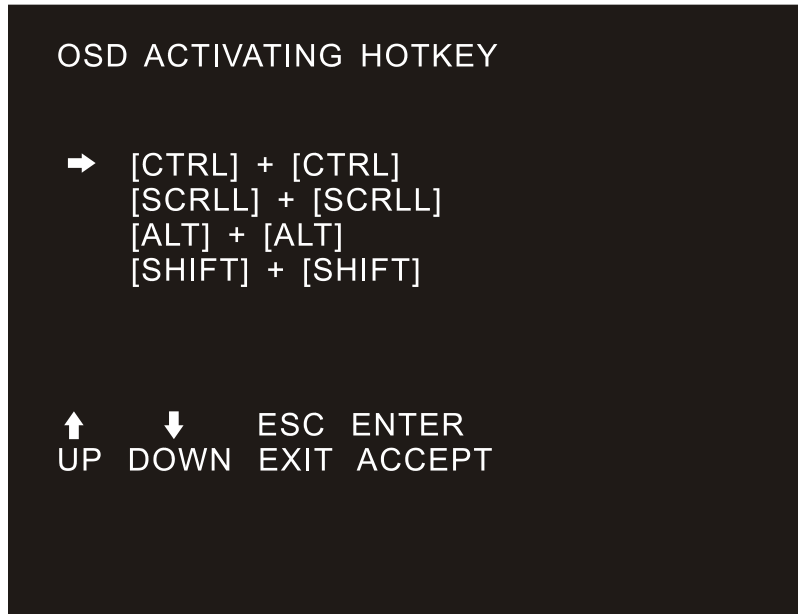 OSD ACTIVATING HOTKEY
[CTRL] + [CTRL]
[SCRLL] + [SCRLL]
[ALT] + [ALT]
[SHIFT] + [SHIFT]
ESC ENTER
UP DOWN EXIT ACCEPT